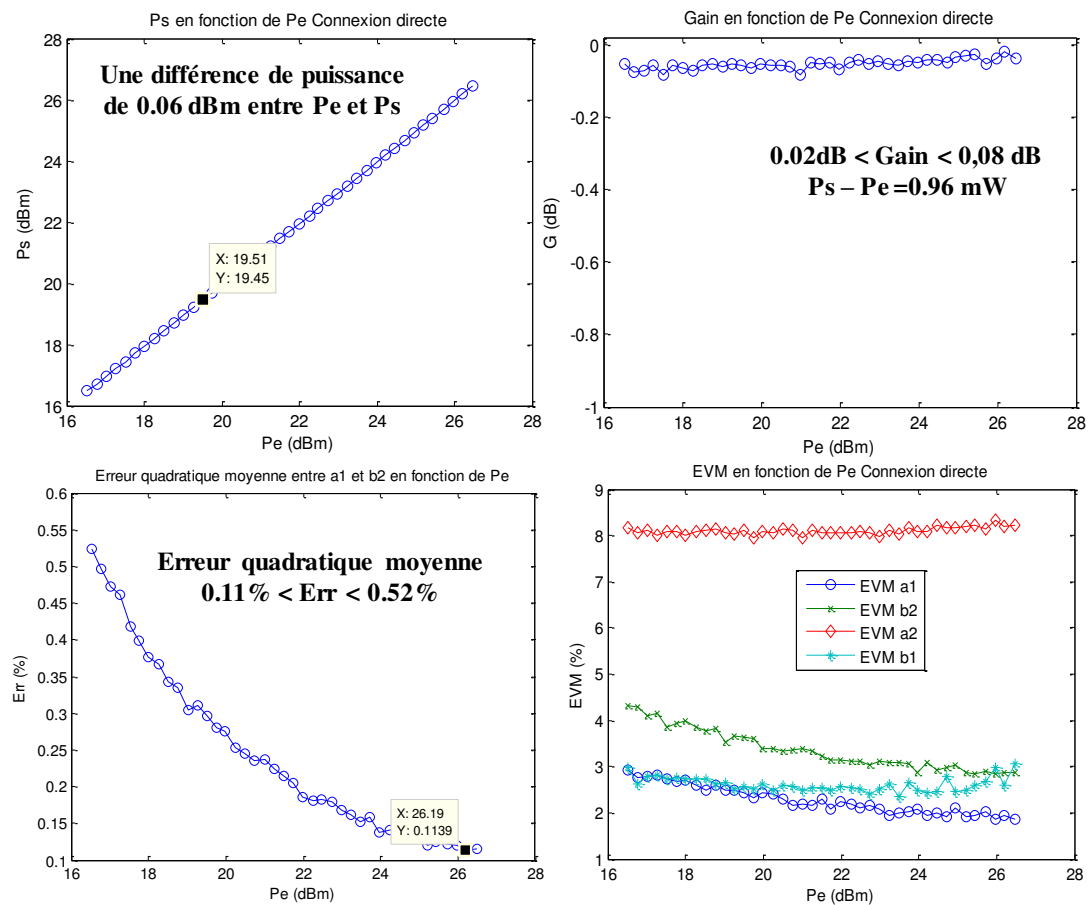 Ps en fonction de Pe Connexion directe
28
26
24
22
20
18
16
Ps (dBm)
Une différence de puissance
de 0.06 dBm entre Pe et Ps
X: 19.51
Y: 19.45
16 18 20 22 24 26 28
Pe (dBm)
Gain en fonction de Pe Connexion directe
0
-0.2
-0.4
-0.6
-0.8
-1
G (dB)
0.02dB < Gain < 0,08 dB
Ps – Pe =0.96 mW
16 18 20 22 24 26 28
Pe (dBm)
Erreur quadratique moyenne entre a1 et b2 en fonction de Pe
0.6
0.55
0.5
0.45
0.4
0.35
0.3
0.25
0.2
0.15
0.1
Err (%)
Erreur quadratique moyenne
0.11% < Err < 0.52%
X: 26.19
Y: 0.1139
16 18 20 22 24 26 28
Pe (dBm)
EVM en fonction de Pe Connexion directe
9
8
7
6
5
4
3
2
1
EVM (%)
EVM a1
EVM b2
EVM a2
EVM b1
16 18 20 22 24 26 28
Pe (dBm)